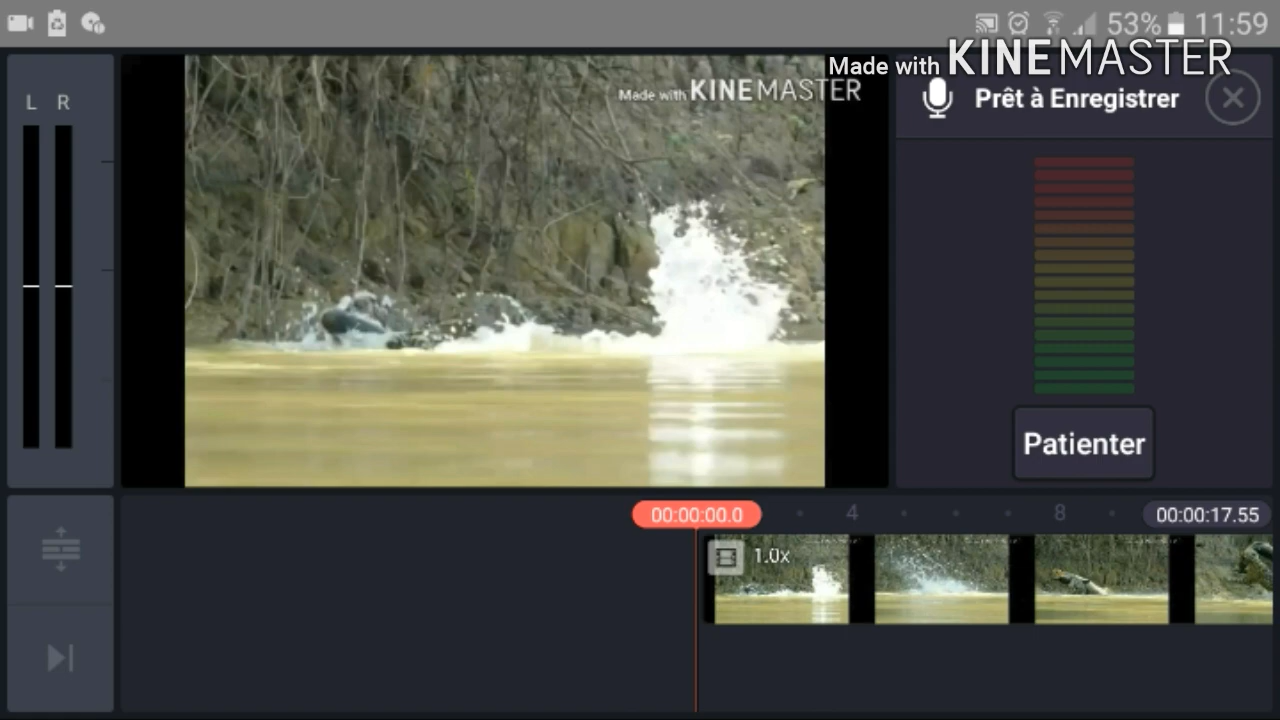 53% 11:59
Made with KINEMASTER
Made with KINEMASTER
L R
Prêt à Enregistrer
Patienter
00:00:00.0 4 8 00:00:17.55
1.0x